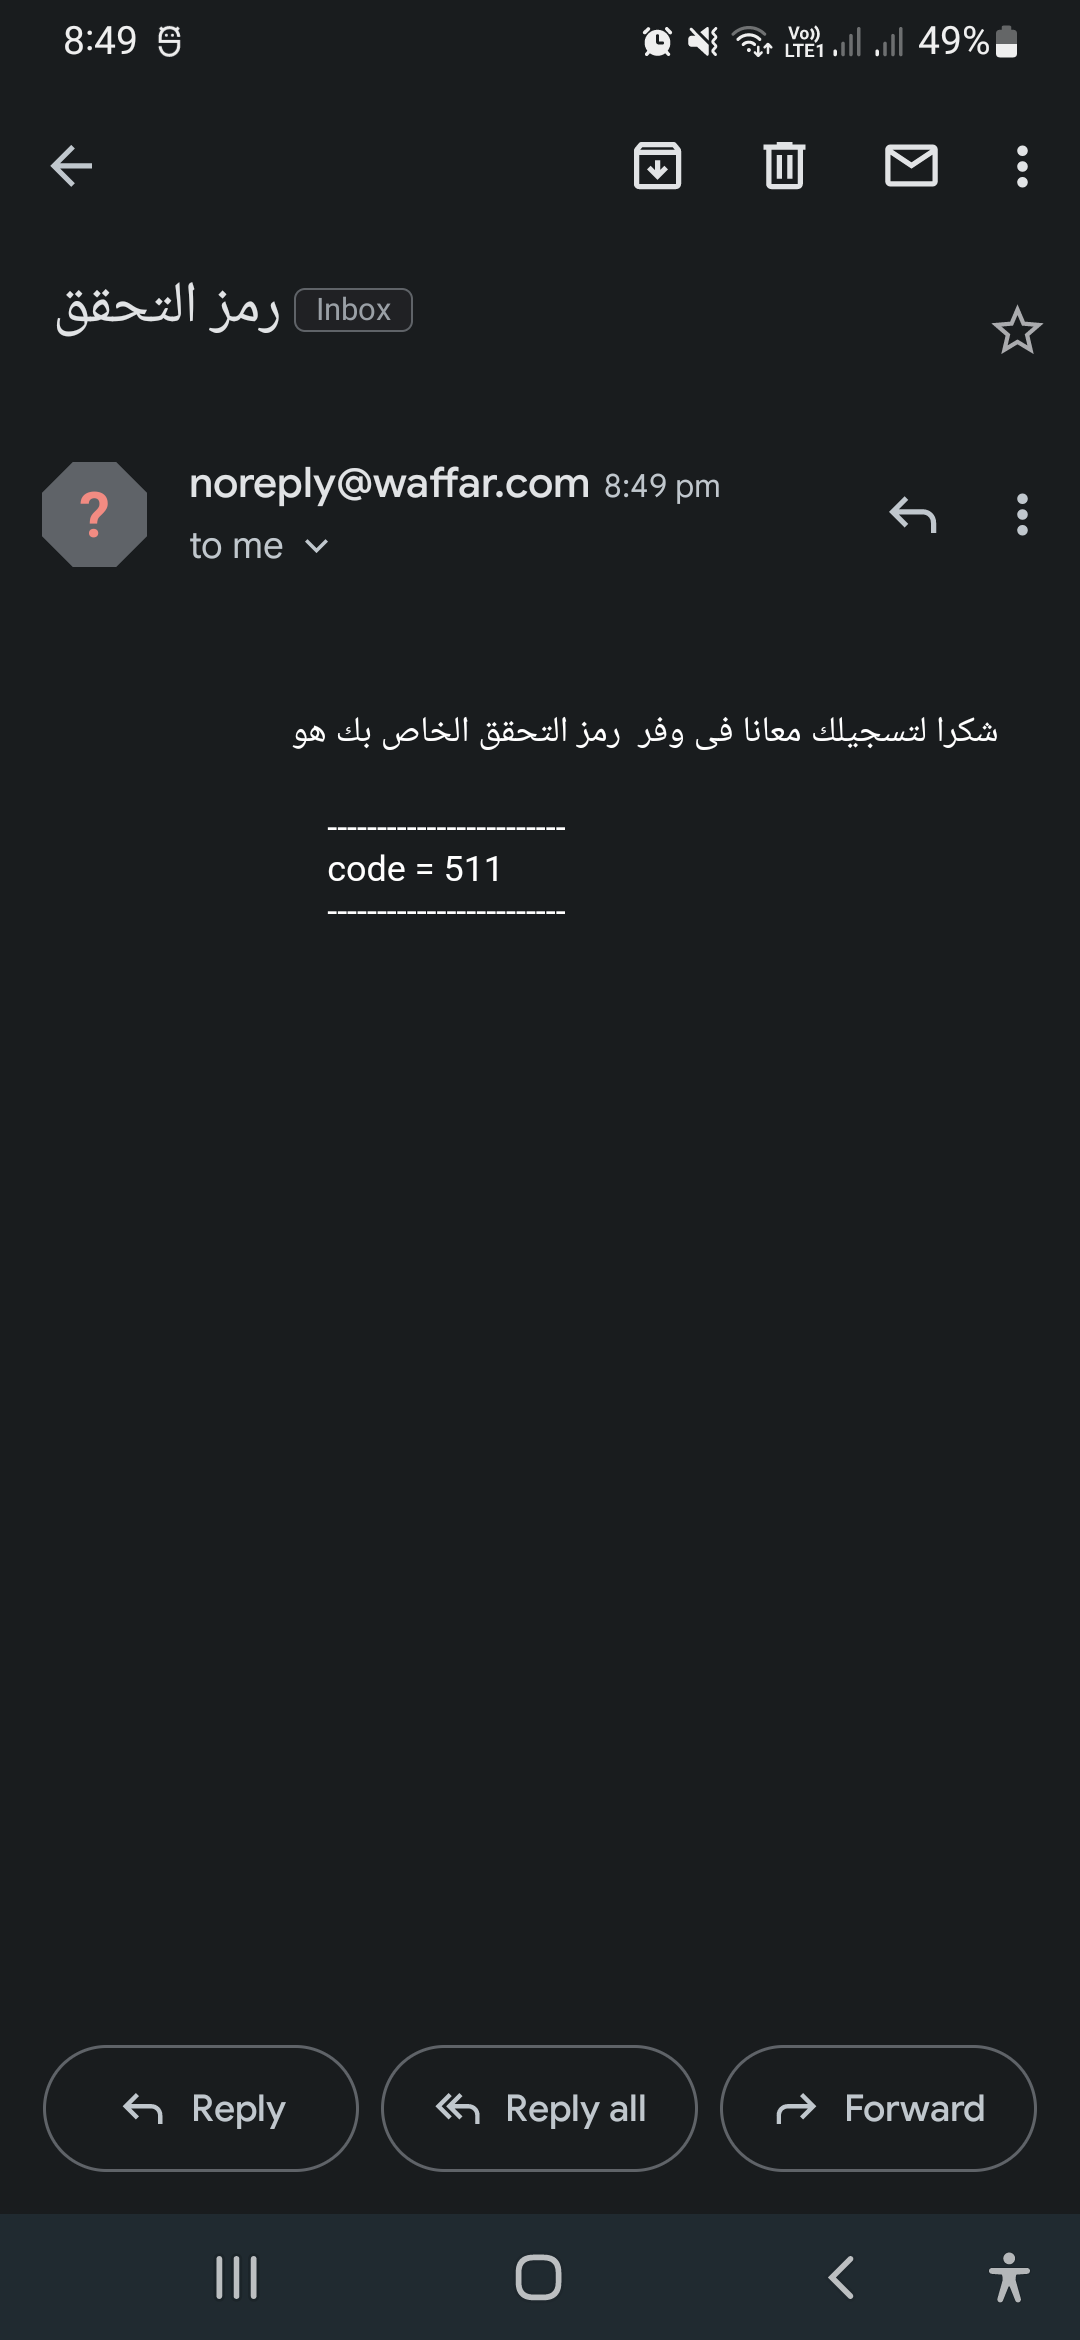 8:49
Vo)) LTE1 49%
رمز التحقق Inbox
?
noreply@waffar.com 8:49 pm
to me
شكرا لتسجيلك معانا فى وفر رمز التحقق الخاص بك هو
------------------------
code = 511
------------------------
Reply
Reply all
Forward